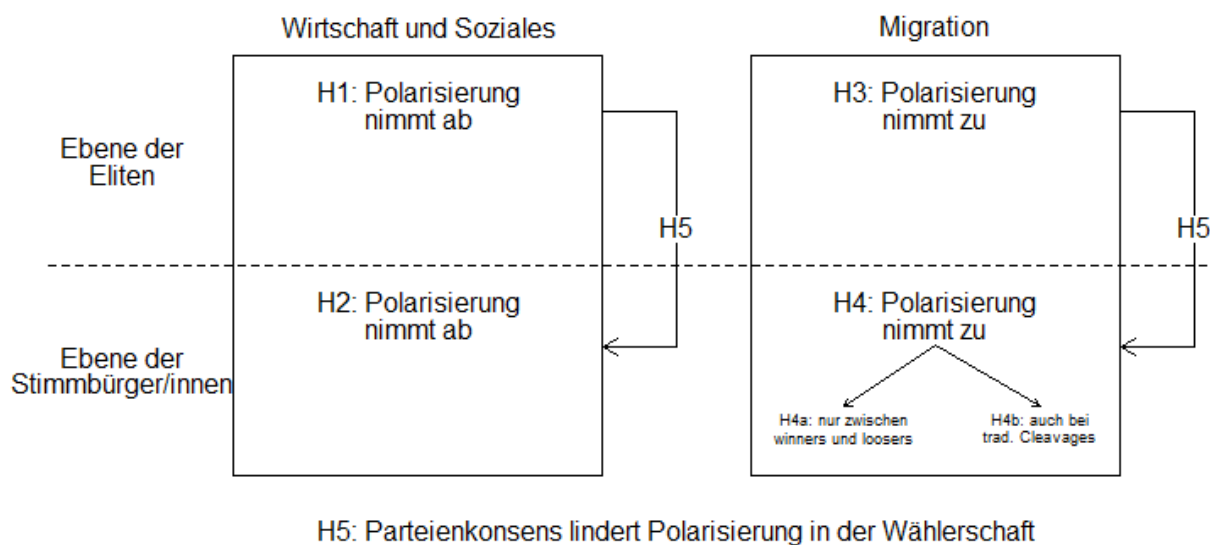 Wirtschaft und Soziales
Migration
Ebene der
Eliten
H1: Polarisierung
nimmt ab
H5
H3: Polarisierung
nimmt zu
H5
Ebene der
Stimmbürger/innen
H2: Polarisierung
nimmt ab
H4: Polarisierung
nimmt zu
H4a: nur zwischen
winners und loosers
H4b: auch bei
trad. Cleavages
H5: Parteienkonsens lindert Polarisierung in der Wählerschaft